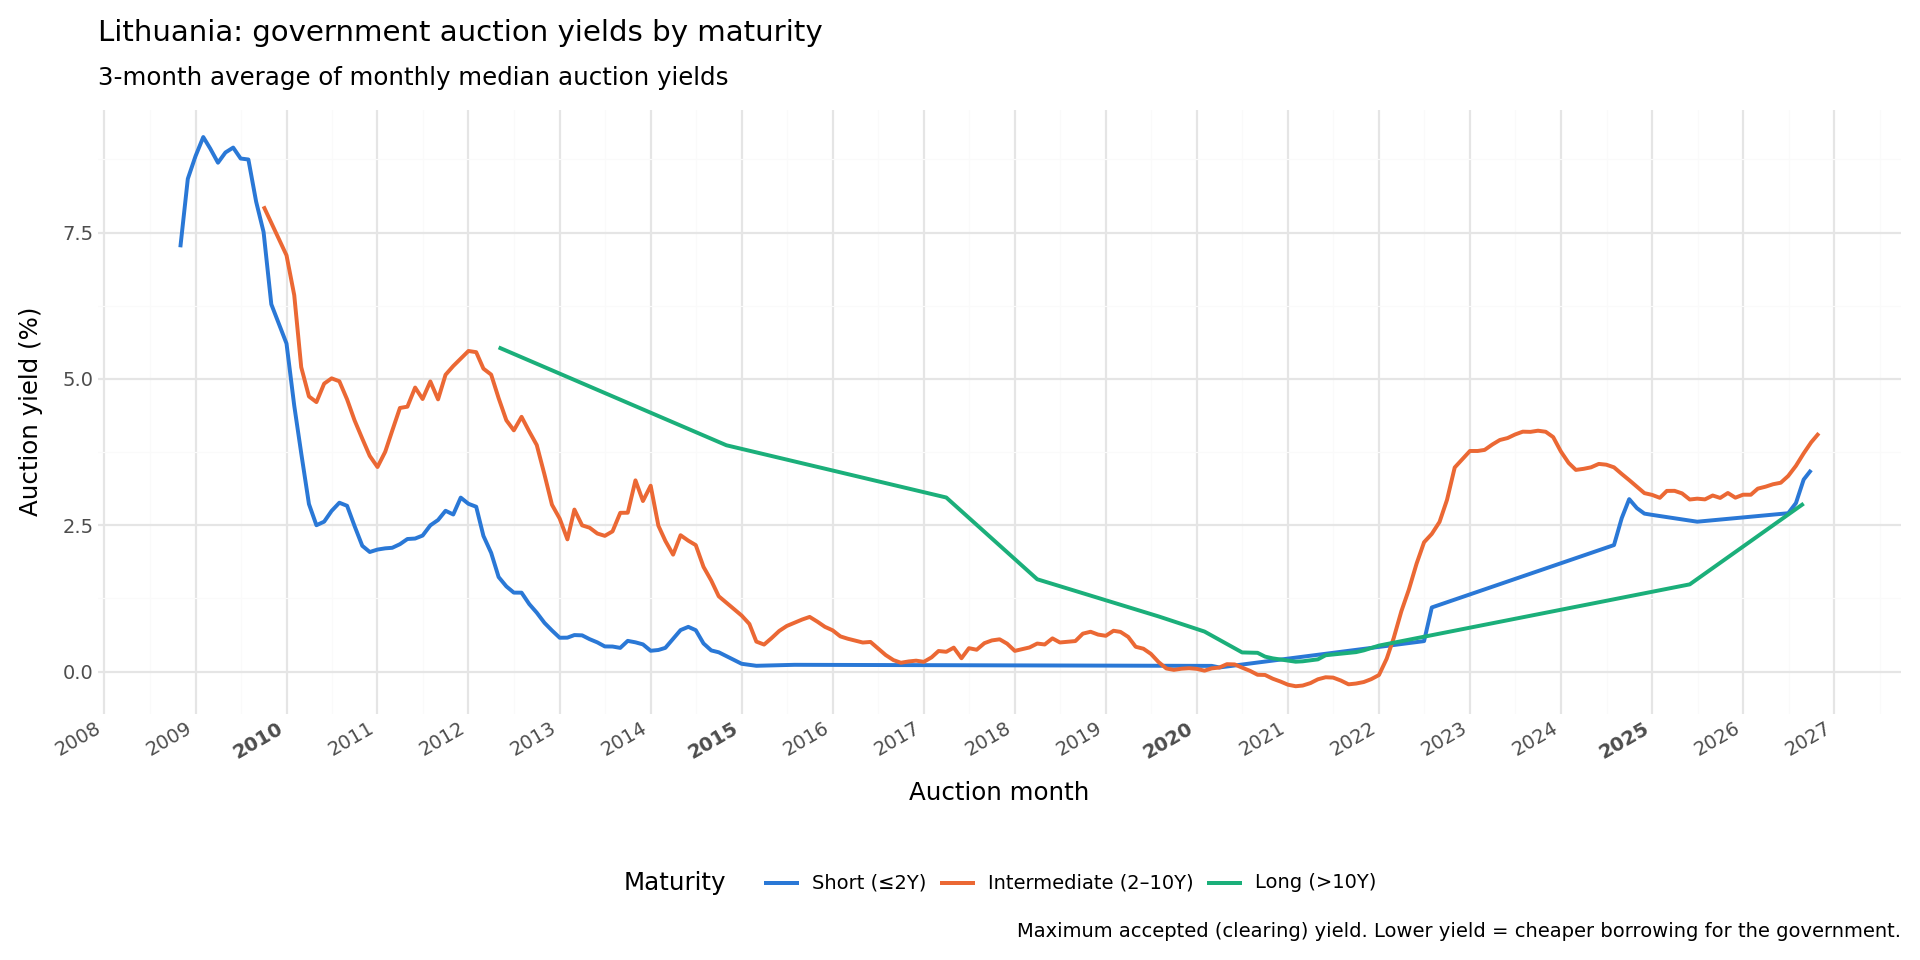 Lithuania: government auction yields by maturity
3-month average of monthly median auction yields
Auction yield (%)
7.5
5.0
2.5
0.0
2008 2009 2010 2011 2012 2013 2014 2015 2016 2017 2018 2019 2020 2021 2022 2023 2024 2025 2026 2027
Auction month
Maturity Short (≤2Y) Intermediate (2–10Y) Long (>10Y)
Maximum accepted (clearing) yield. Lower yield = cheaper borrowing for the government.